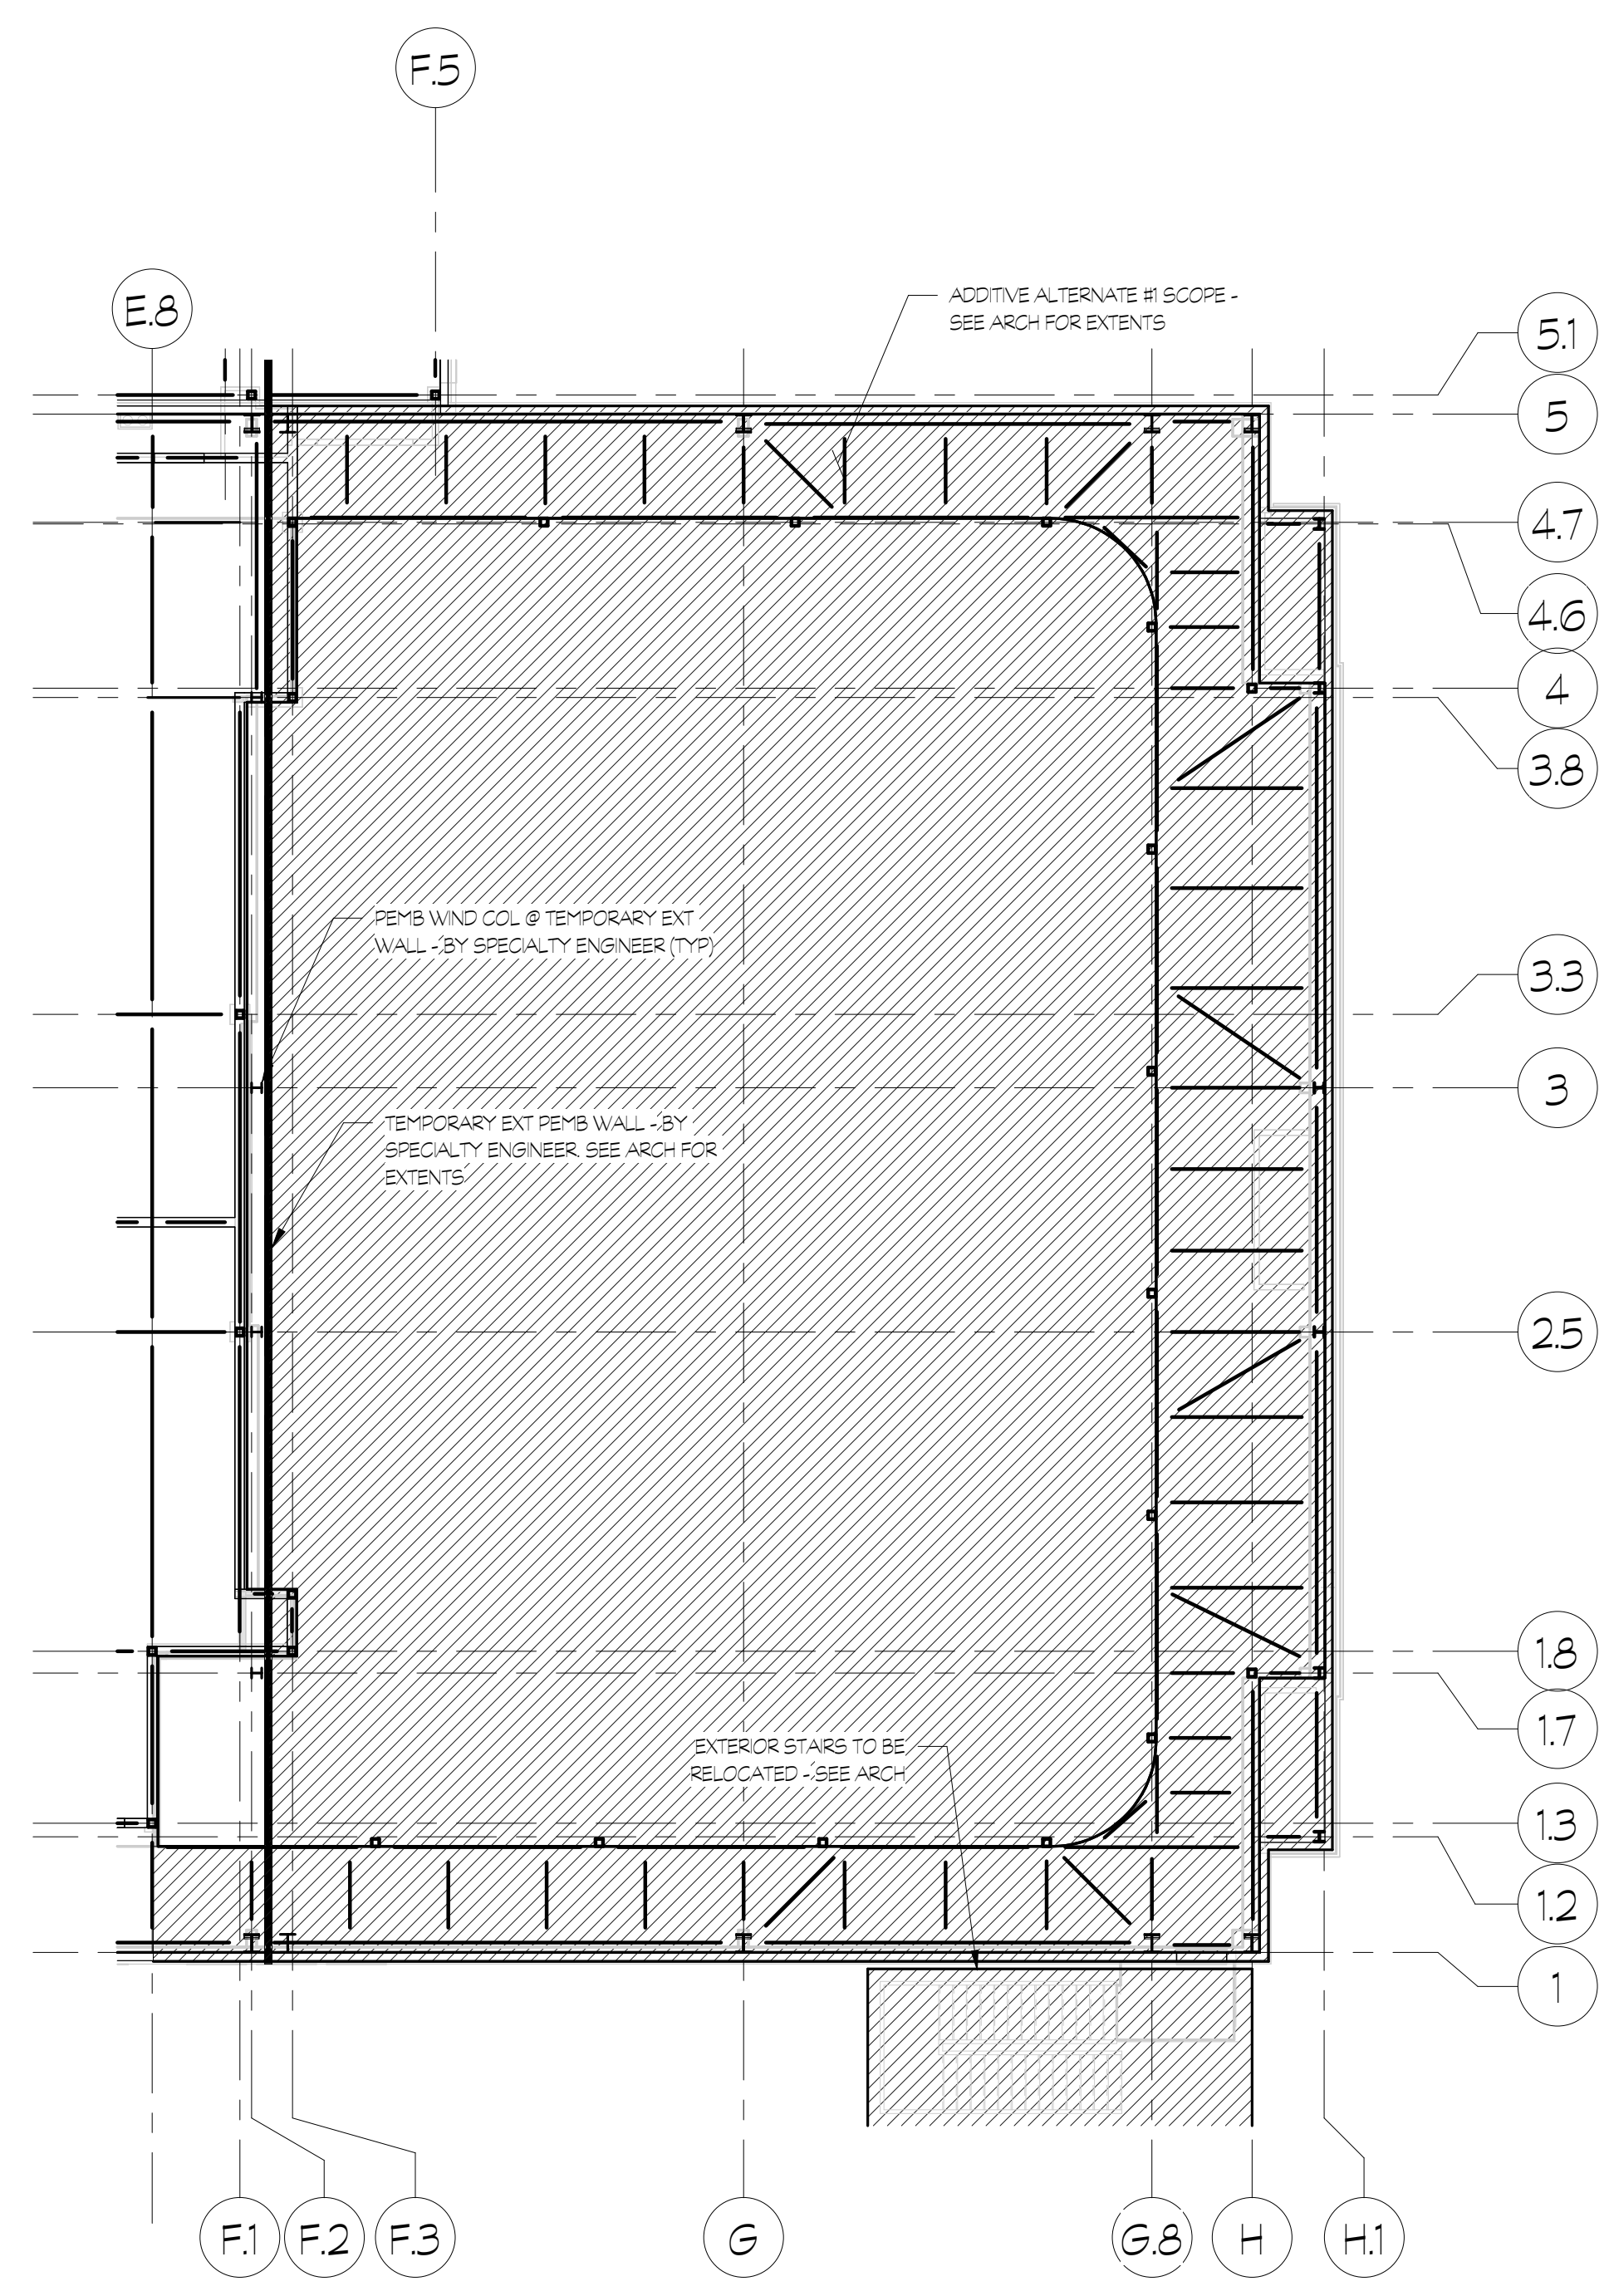 F.5
E.8
ADDITIVE ALTERNATE #1 SCOPE -
SEE ARCH FOR EXTENTS
5.1
5
4.7
4.6
4
3.8
PEMB WIND COL @ TEMPORARY EXT
WALL - BY SPECIALTY ENGINEER (TYP)
3.3
3
TEMPORARY EXT PEMB WALL - BY
SPECIALTY ENGINEER. SEE ARCH FOR
EXTENTS
2.5
1.8
1.7
EXTERIOR STAIRS TO BE
RELOCATED - SEE ARCH
1.3
1.2
1
F.1
F.2
F.3
G
G.8
H
H.1